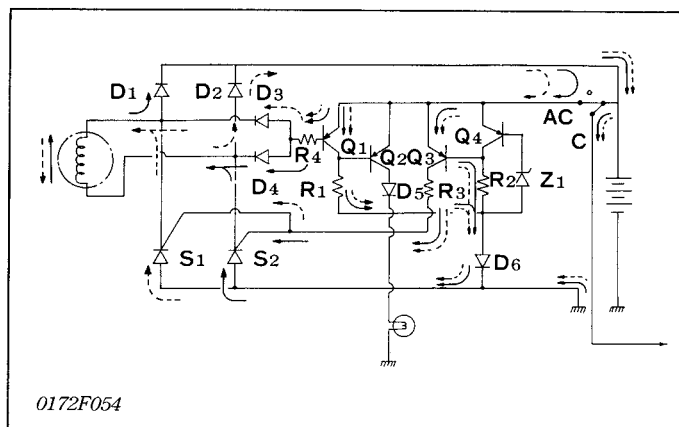 D1 D2 D3
AC
C
R4 Q1 Q2 Q3 Q4
D4 R1 D5 R3 R2 Z1
S1 S2 D6
3
0172F054